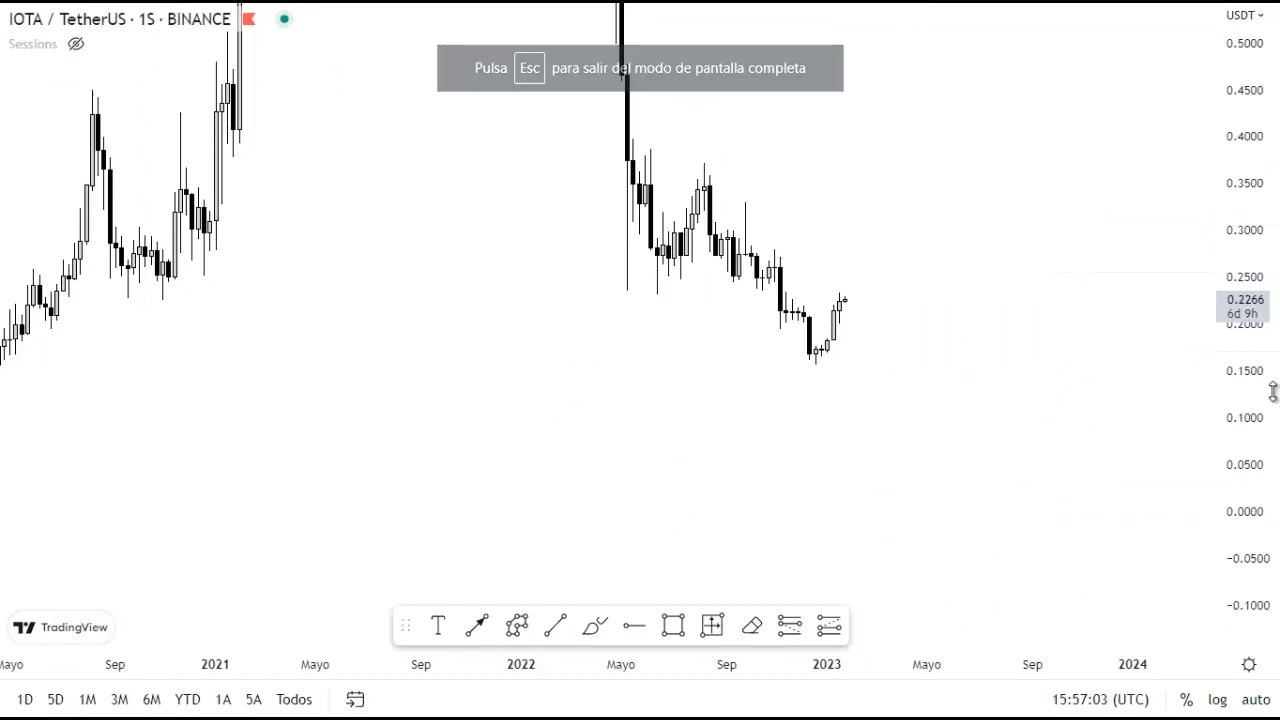 IOTA / TetherUS · 1S · BINANCE
Sessions
Pulsa Esc para salir del modo de pantalla completa
USDT
0.5000
0.4500
0.4000
0.3500
0.3000
0.2500
0.2266
6d 9h
0.2000
0.1500
0.1000
0.0500
0.0000
−0.0500
−0.1000
T
TradingView
Mayo Sep 2021 Mayo Sep 2022 Mayo Sep 2023 Mayo Sep 2024
1D 5D 1M 3M 6M YTD 1A 5A Todos 15:57:03 (UTC) % log auto